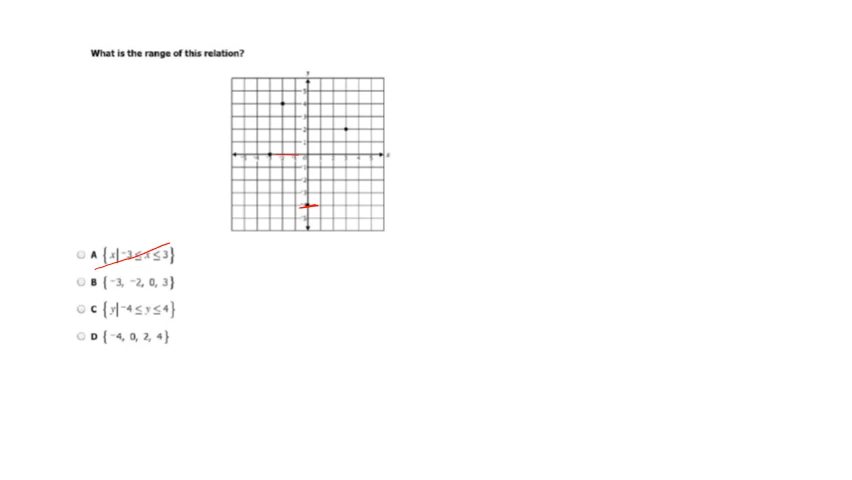 What is the range of this relation?
y
x
A {x|⁻3≤x≤3}
B {⁻3, ⁻2, 0, 3}
C {y|⁻4≤y≤4}
D {⁻4, 0, 2, 4}